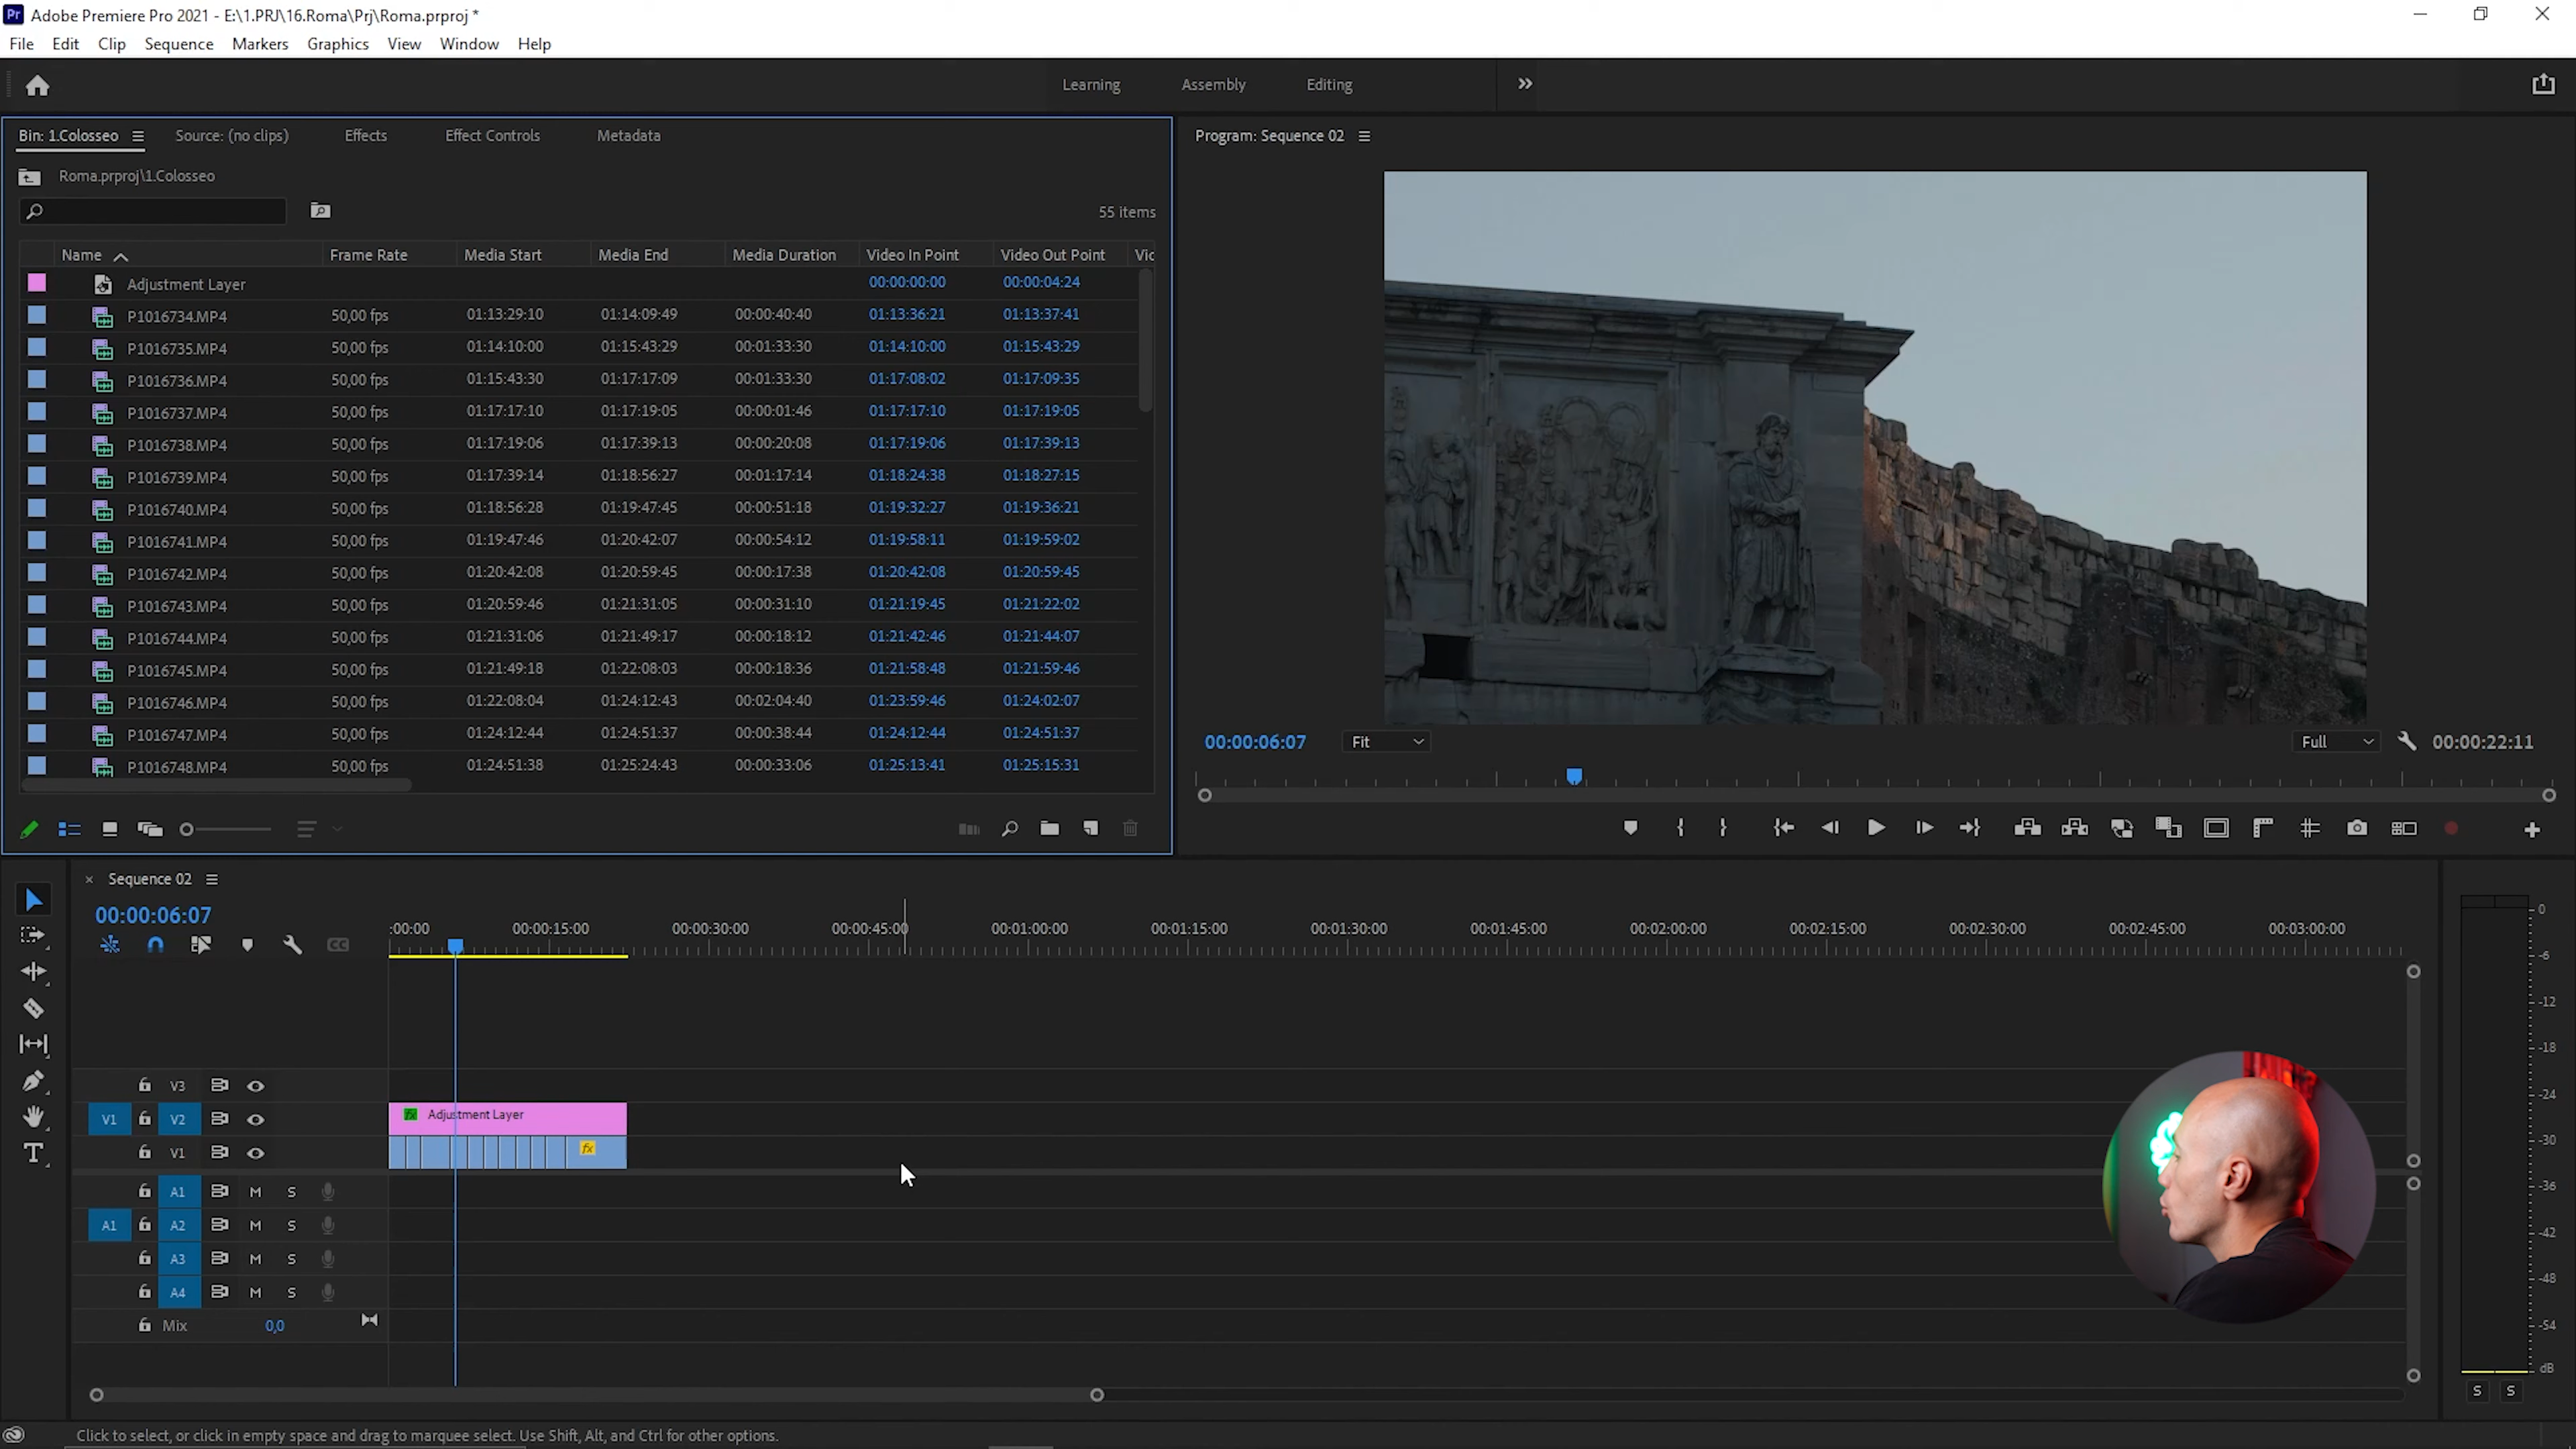 Adobe Premiere Pro 2021 - E:\1.PRJ\16.Roma\Prj\Roma.prproj *
File Edit Clip Sequence Markers Graphics View Window Help
Learning Assembly Editing
Bin: 1.Colosseo Source: (no clips) Effects Effect Controls Metadata
Program: Sequence 02
Roma.prproj\1.Colosseo
55 items
Name Frame Rate Media Start Media End Media Duration Video In Point Video Out Point Vic
Adjustment Layer 00:00:00:00 00:00:04:24
P1016734.MP4 50,00 fps 01:13:29:10 01:14:09:49 00:00:40:40 01:13:36:21 01:13:37:41
P1016735.MP4 50,00 fps 01:14:10:00 01:15:43:29 00:01:33:30 01:14:10:00 01:15:43:29
P1016736.MP4 50,00 fps 01:15:43:30 01:17:17:09 00:01:33:30 01:17:08:02 01:17:09:35
P1016737.MP4 50,00 fps 01:17:17:10 01:17:19:05 00:00:01:46 01:17:17:10 01:17:19:05
P1016738.MP4 50,00 fps 01:17:19:06 01:17:39:13 00:00:20:08 01:17:19:06 01:17:39:13
P1016739.MP4 50,00 fps 01:17:39:14 01:18:56:27 00:01:17:14 01:18:24:38 01:18:27:15
P1016740.MP4 50,00 fps 01:18:56:28 01:19:47:45 00:00:51:18 01:19:32:27 01:19:36:21
P1016741.MP4 50,00 fps 01:19:47:46 01:20:42:07 00:00:54:12 01:19:58:11 01:19:59:02
P1016742.MP4 50,00 fps 01:20:42:08 01:20:59:45 00:00:17:38 01:20:42:08 01:20:59:45
P1016743.MP4 50,00 fps 01:20:59:46 01:21:31:05 00:00:31:10 01:21:19:45 01:21:22:02
P1016744.MP4 50,00 fps 01:21:31:06 01:21:49:17 00:00:18:12 01:21:42:46 01:21:44:07
P1016745.MP4 50,00 fps 01:21:49:18 01:22:08:03 00:00:18:36 01:21:58:48 01:21:59:46
P1016746.MP4 50,00 fps 01:22:08:04 01:24:12:43 00:02:04:40 01:23:59:46 01:24:02:07
P1016747.MP4 50,00 fps 01:24:12:44 01:24:51:37 00:00:38:44 01:24:12:44 01:24:51:37
P1016748.MP4 50,00 fps 01:24:51:38 01:25:24:43 00:00:33:06 01:25:13:41 01:25:15:31
00:00:06:07 Fit Full 00:00:22:11
Sequence 02
00:00:06:07
:00:00 00:00:15:00 00:00:30:00 00:00:45:00 00:01:00:00 00:01:15:00 00:01:30:00 00:01:45:00 00:02:00:00 00:02:15:00 00:02:30:00 00:02:45:00 00:03:00:00
V3
V1 V2 fx Adjustment Layer
V1 fx
A1 M S
A1 A2 M S
A3 M S
A4 M S
Mix 0,0
0
-6
-12
-18
-24
-30
-36
-42
-48
-54
dB
S S
Click to select, or click in empty space and drag to marquee select. Use Shift, Alt, and Ctrl for other options.